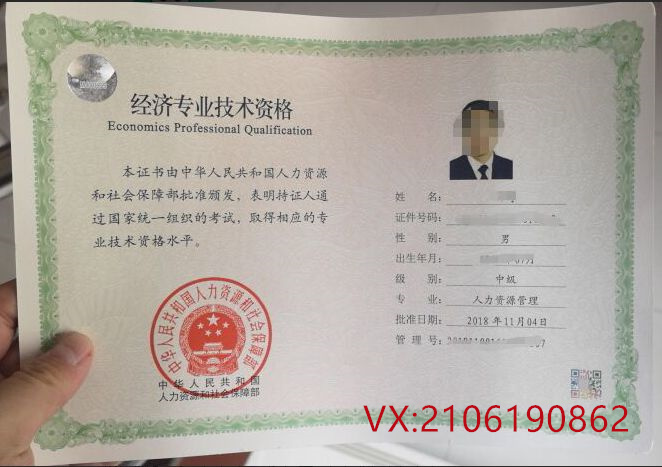 经济专业技术资格
Economics Professional Qualification
本证书由中华人民共和国人力资源
和社会保障部批准颁发，表明持证人通
过国家统一组织的考试，取得相应的专
业技术资格水平。
中华人民共和国人力资源和社会保障部
中华人民共和国
人力资源和社会保障部
姓 名：
证件号码：
性 别： 男
出生年月：
级 别： 中级
专 业： 人力资源管理
批准日期： 2018 年 11月 04日
管 理 号：
VX:2106190862